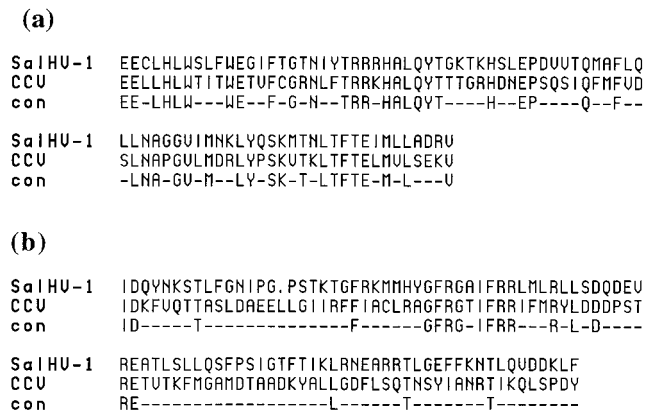 (a)
SalHV-1 EECLHLWSLFWEGIFTGTNIYTRRRHALQYTGKTKHSLEPDVVTQMAFLQ
CCV EELLHLWTITWETVFCGRNLFTRRKHALQYTTTGRHDNEPSQSIQFMFVD
con EE-LHLW---WE--F-G-N--TRR-HALQYT----H--EP----Q--F--
SalHV-1 LLNAGGVIMNKLYQSKMTNLTFTEIMLLADRV
CCV SLNAPGVLMDRLYPSKVTKLTFTELMVLSEKV
con -LNA-GV-M--LY-SK-T-LTFTE-M-L---V
(b)
SalHV-1 IDQYNKSTLFGNIPG.PSTKTGFRKMMHYGFRGAIFRRLMLRLLSDQDEV
CCV IDKFVQTTASLDAEELLGIIRFFIACLRAGFRGTIFRRIFMRYLDDDPST
con ID-----T--------------F------GFRG-IFRR---R-L-D----
SalHV-1 REATLSLLQSFPSIGTFTIKLRNEARRTLGEFFKNTLQVDDKLF
CCV RETVTKFMGAMDTAADKYALLGDFLSQTNSYIANRTIKQLSPDY
con RE------------------L------T-------T--------